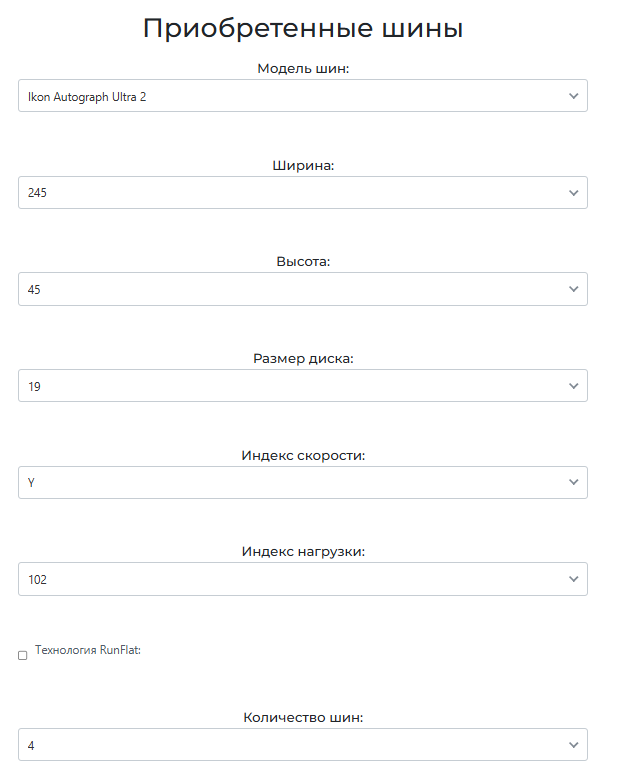 Приобретенные шины
Модель шин:
Ikon Autograph Ultra 2
Ширина:
245
Высота:
45
Размер диска:
19
Индекс скорости:
Y
Индекс нагрузки:
102
Технология RunFlat:
Количество шин:
4